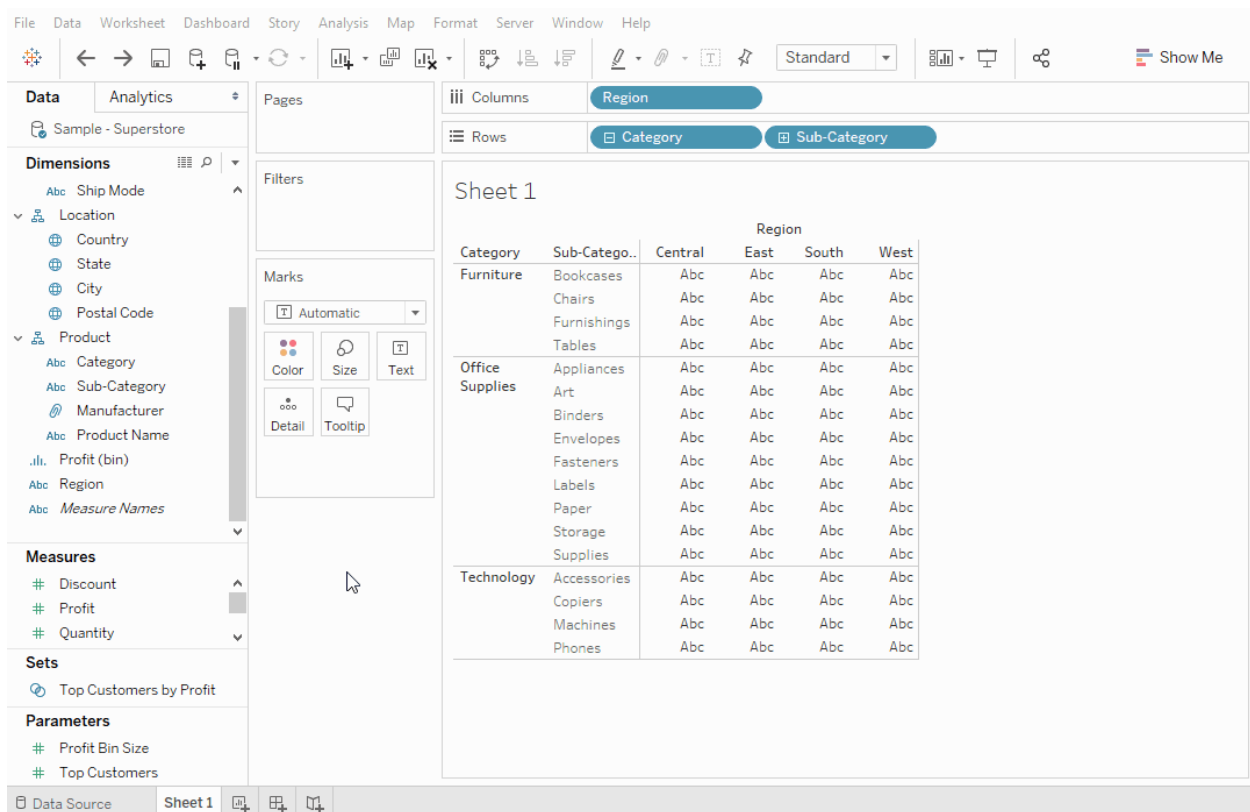 File Data Worksheet Dashboard Story Analysis Map Format Server Window Help
Standard
Show Me
Data Analytics
Sample - Superstore
Dimensions
Abc Ship Mode
Location
Country
State
City
Postal Code
Product
Abc Category
Abc Sub-Category
Manufacturer
Abc Product Name
Profit (bin)
Abc Region
Abc Measure Names
Measures
# Discount
# Profit
# Quantity
Sets
Top Customers by Profit
Parameters
# Profit Bin Size
# Top Customers
Pages
Filters
Marks
T Automatic
Color Size Text
Detail Tooltip
Columns Region
Rows Category Sub-Category
Sheet 1
Region
Category Sub-Catego.. Central East South West
Furniture Bookcases Abc Abc Abc Abc
Chairs Abc Abc Abc Abc
Furnishings Abc Abc Abc Abc
Tables Abc Abc Abc Abc
Office Supplies Appliances Abc Abc Abc Abc
Art Abc Abc Abc Abc
Binders Abc Abc Abc Abc
Envelopes Abc Abc Abc Abc
Fasteners Abc Abc Abc Abc
Labels Abc Abc Abc Abc
Paper Abc Abc Abc Abc
Storage Abc Abc Abc Abc
Supplies Abc Abc Abc Abc
Technology Accessories Abc Abc Abc Abc
Copiers Abc Abc Abc Abc
Machines Abc Abc Abc Abc
Phones Abc Abc Abc Abc
Data Source Sheet 1